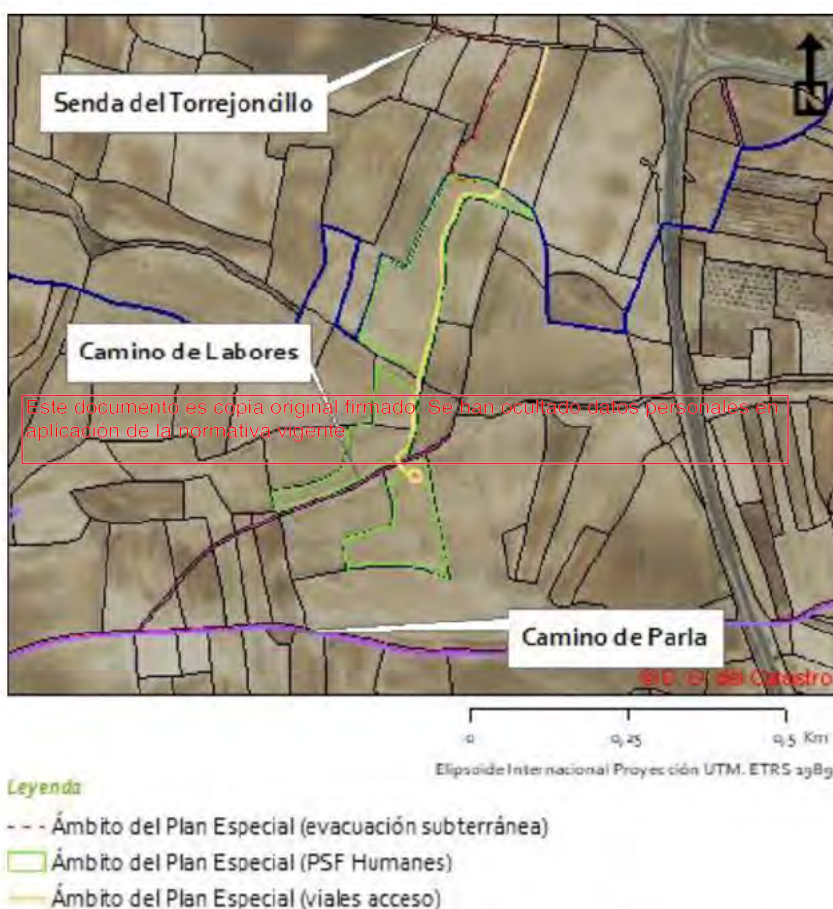 N
Senda del Torrejoncillo
Camino de Labores
Este documento es copia original firmado. Se han ocultado datos personales en
aplicación de la normativa vigente
Camino de Parla
© D. G. del Catastro
0 0,25 0,5 Km
Elipsoide Internacional Proyección UTM. ETRS 1989
Leyenda
Ámbito del Plan Especial (evacuación subterránea)
Ámbito del Plan Especial (PSF Humanes)
Ámbito del Plan Especial (viales acceso)